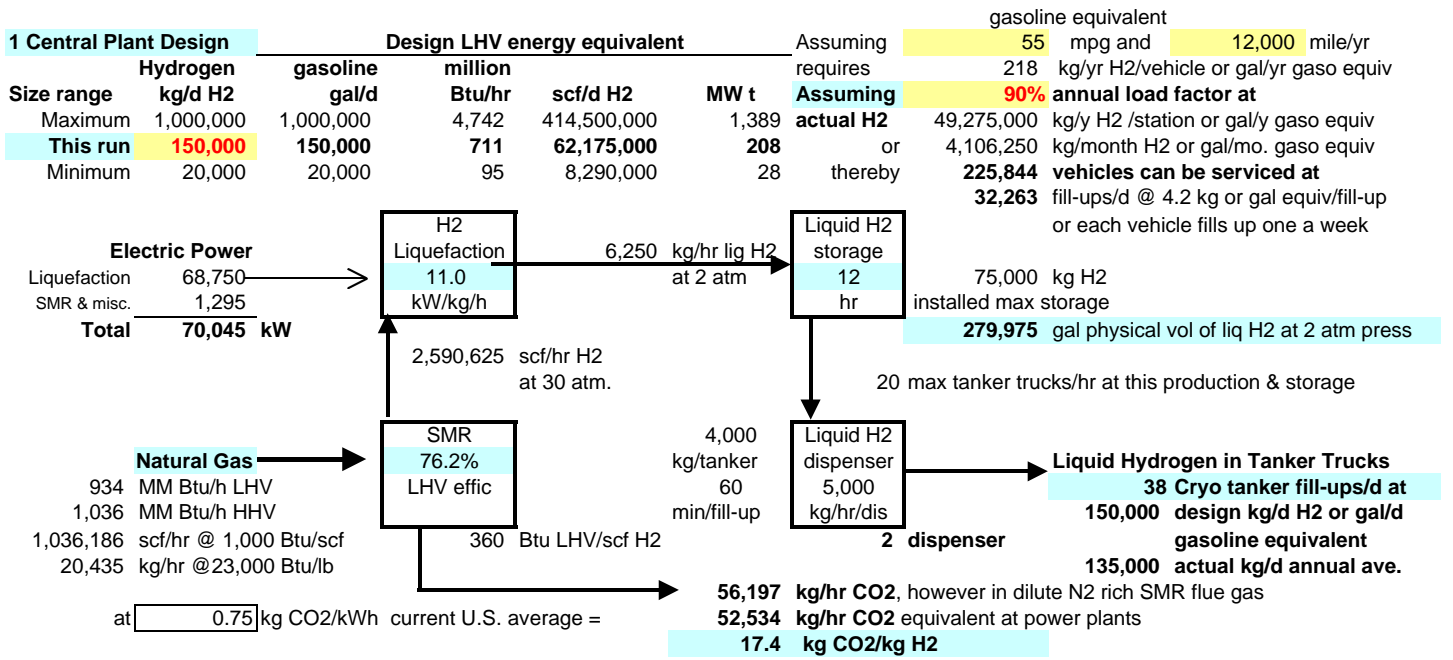 gasoline equivalent
1 Central Plant Design Design LHV energy equivalent Assuming 55 mpg and 12,000 mile/yr
Hydrogen gasoline million requires 218 kg/yr H2/vehicle or gal/yr gaso equiv
Size range kg/d H2 gal/d Btu/hr scf/d H2 MW t Assuming 90% annual load factor at
Maximum 1,000,000 1,000,000 4,742 414,500,000 1,389 actual H2 49,275,000 kg/y H2 /station or gal/y gaso equiv
This run 150,000 150,000 711 62,175,000 208 or 4,106,250 kg/month H2 or gal/mo. gaso equiv
Minimum 20,000 20,000 95 8,290,000 28 thereby 225,844 vehicles can be serviced at
32,263 fill-ups/d @ 4.2 kg or gal equiv/fill-up
H2 Liquid H2 or each vehicle fills up one a week
Electric Power Liquefaction 6,250 kg/hr lig H2 storage
Liquefaction 68,750 11.0 at 2 atm 12 75,000 kg H2
SMR & misc. 1,295 kW/kg/h hr installed max storage
Total 70,045 kW 279,975 gal physical vol of liq H2 at 2 atm press
2,590,625 scf/hr H2
at 30 atm. 20 max tanker trucks/hr at this production & storage
SMR 4,000 Liquid H2
Natural Gas 76.2% kg/tanker dispenser Liquid Hydrogen in Tanker Trucks
934 MM Btu/h LHV LHV effic 60 5,000 38 Cryo tanker fill-ups/d at
1,036 MM Btu/h HHV min/fill-up kg/hr/dis 150,000 design kg/d H2 or gal/d
1,036,186 scf/hr @ 1,000 Btu/scf 360 Btu LHV/scf H2 2 dispenser gasoline equivalent
20,435 kg/hr @23,000 Btu/lb 135,000 actual kg/d annual ave.
56,197 kg/hr CO2, however in dilute N2 rich SMR flue gas
at 0.75 kg CO2/kWh current U.S. average = 52,534 kg/hr CO2 equivalent at power plants
17.4 kg CO2/kg H2